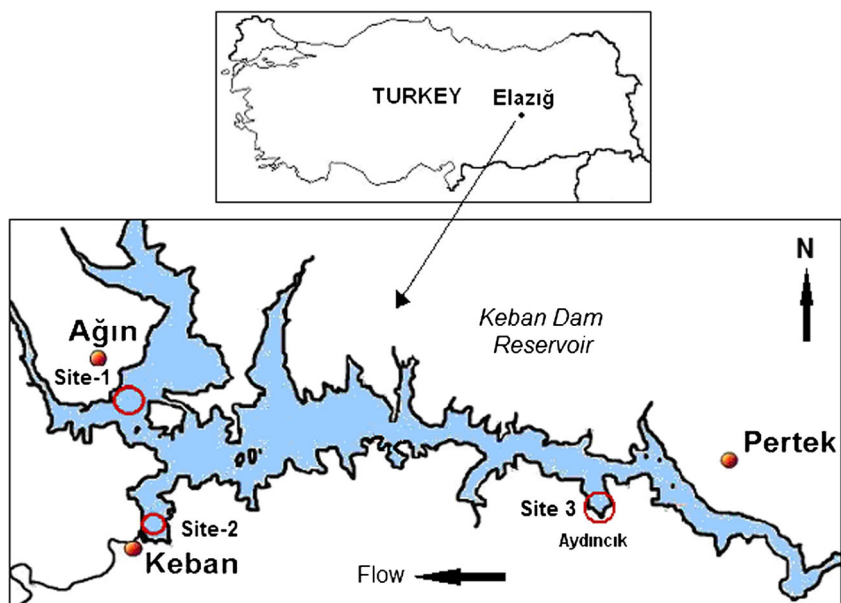 TURKEY
Elazığ
N
Keban Dam
Reservoir
Ağın
Site-1
Pertek
Site 3
Site-2
Aydıncık
Keban
Flow